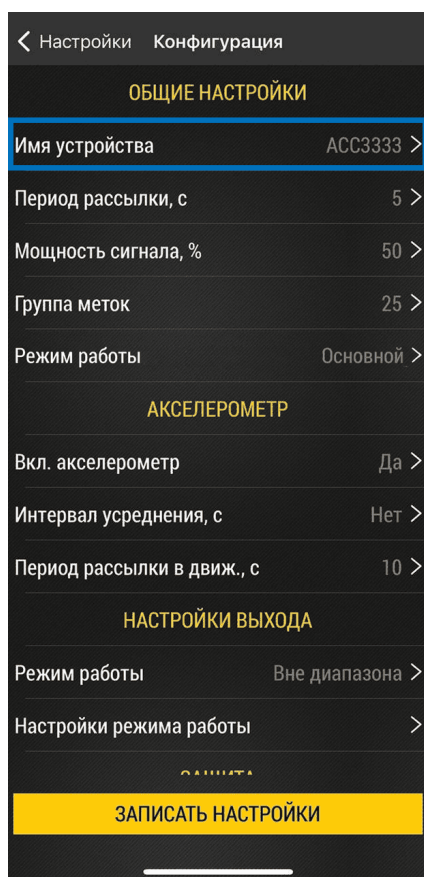 Настройки Конфигурация
ОБЩИЕ НАСТРОЙКИ
Имя устройства ACC3333
Период рассылки, с 5
Мощность сигнала, % 50
Группа меток 25
Режим работы Основной
АКСЕЛЕРОМЕТР
Вкл. акселерометр Да
Интервал усреднения, с Нет
Период рассылки в движ., с 10
НАСТРОЙКИ ВЫХОДА
Режим работы Вне диапазона
Настройки режима работы
ЗАЩИТА
ЗАПИСАТЬ НАСТРОЙКИ